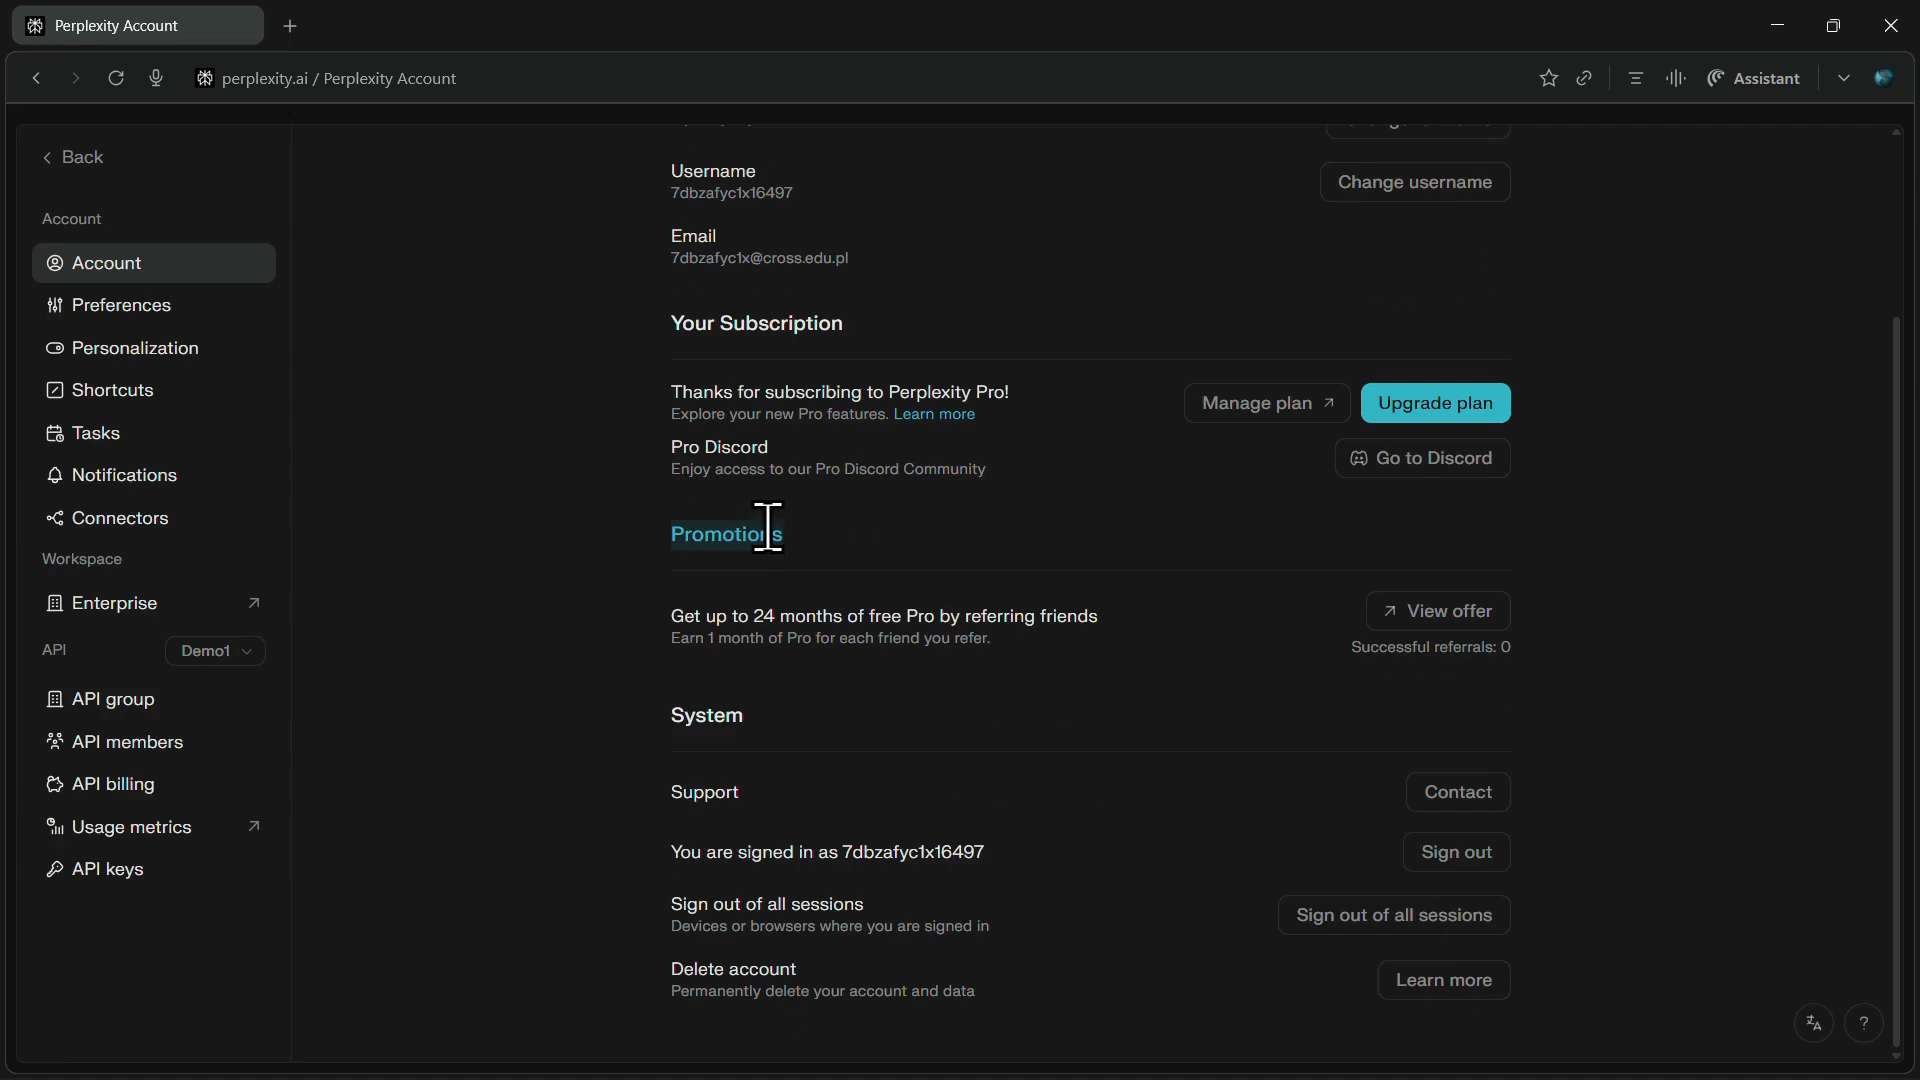 Perplexity Account
perplexity.ai / Perplexity Account
Assistant
Back
Account
Account
Preferences
Personalization
Shortcuts
Tasks
Notifications
Connectors
Workspace
Enterprise
API
Demo1
API group
API members
API billing
Usage metrics
API keys
Username
7dbzafyc1x16497
Change username
Email
7dbzafyc1x@cross.edu.pl
Your Subscription
Thanks for subscribing to Perplexity Pro!
Explore your new Pro features. Learn more
Manage plan
Upgrade plan
Pro Discord
Enjoy access to our Pro Discord Community
Go to Discord
Promotions
Get up to 24 months of free Pro by referring friends
Earn 1 month of Pro for each friend you refer.
View offer
Successful referrals: 0
System
Support
Contact
You are signed in as 7dbzafyc1x16497
Sign out
Sign out of all sessions
Devices or browsers where you are signed in
Sign out of all sessions
Delete account
Permanently delete your account and data
Learn more
?